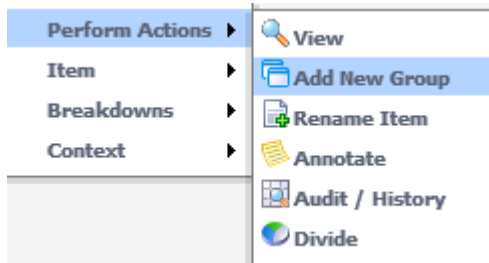 Perform Actions
Item
Breakdowns
Context
View
Add New Group
Rename Item
Annotate
Audit / History
Divide